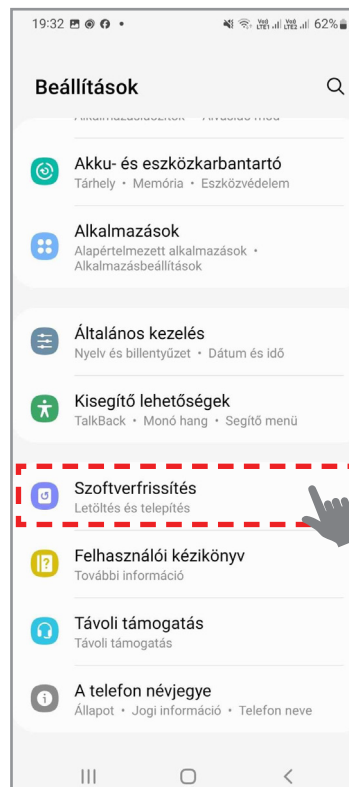 19:32 62%
Beállítások
Akku- és eszközkarbantartó
Tárhely • Memória • Eszközvédelem
Alkalmazások
Alapértelmezett alkalmazások •
Alkalmazásbeállítások
Általános kezelés
Nyelv és billentyűzet • Dátum és idő
Kisegítő lehetőségek
TalkBack • Monó hang • Segítő menü
Szoftverfrissítés
Letöltés és telepítés
Felhasználói kézikönyv
További információ
Távoli támogatás
Távoli támogatás
A telefon névjegye
Állapot • Jogi információ • Telefon neve